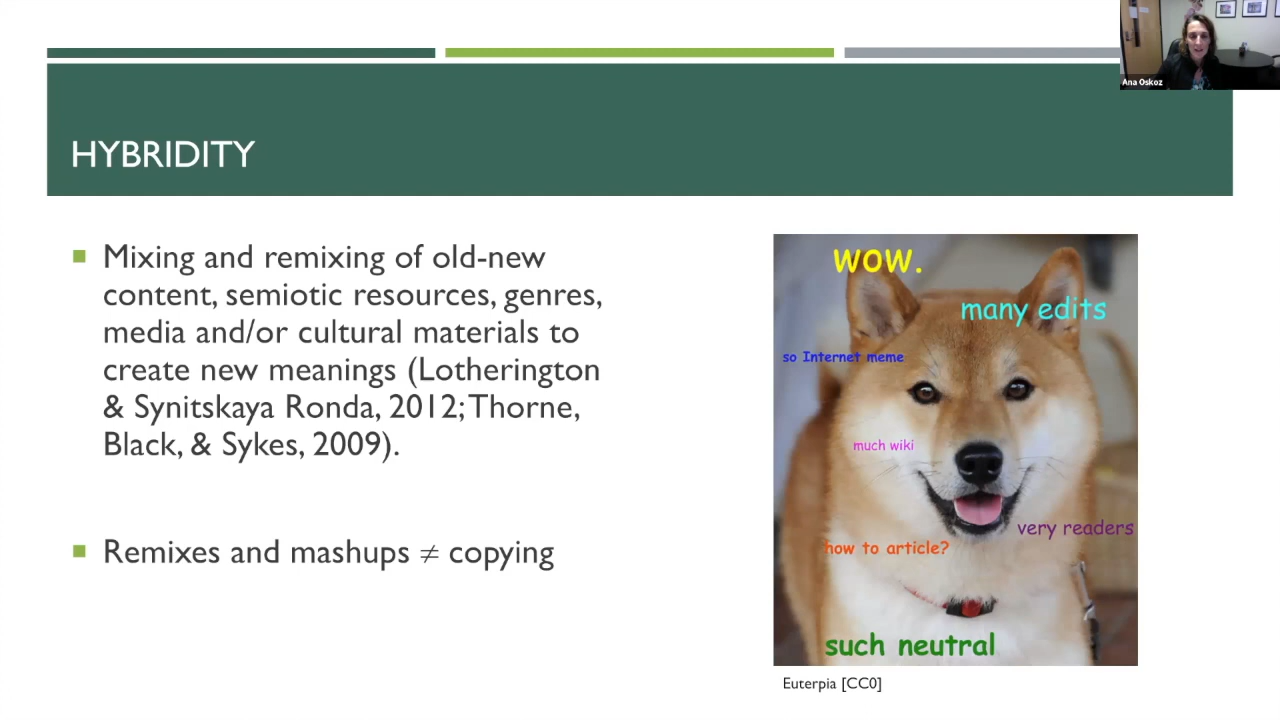 Ana Oskoz
HYBRIDITY
Mixing and remixing of old-new
content, semiotic resources, genres,
media and/or cultural materials to
create new meanings (Lotherington
& Synitskaya Ronda, 2012; Thorne,
Black, & Sykes, 2009).
Remixes and mashups ≠ copying
wow.
many edits
so Internet meme
much wiki
very readers
how to article?
such neutral
Euterpia [CC0]